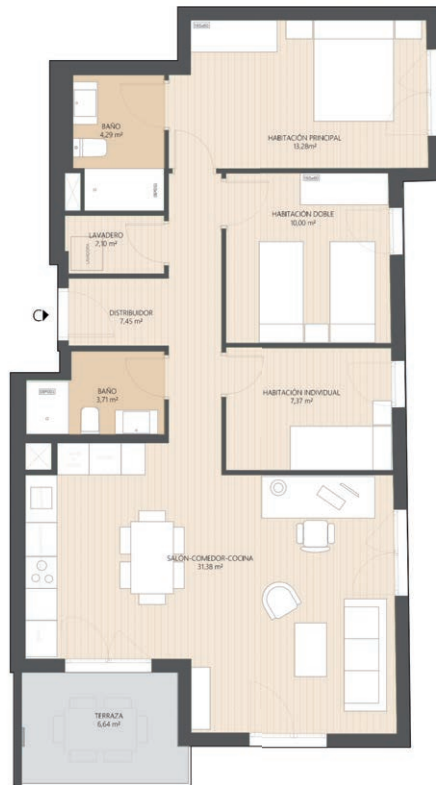 HABITACIÓN PRINCIPAL
13,28m²
BAÑO
4,29 m²
HABITACIÓN DOBLE
10,00 m²
LAVADERO
2,10 m²
DISTRIBUIDOR
7,45 m²
BAÑO
3,71 m²
HABITACIÓN INDIVIDUAL
7,37 m²
SALÓN-COMEDOR-COCINA
31,38 m²
TERRAZA
6,64 m²